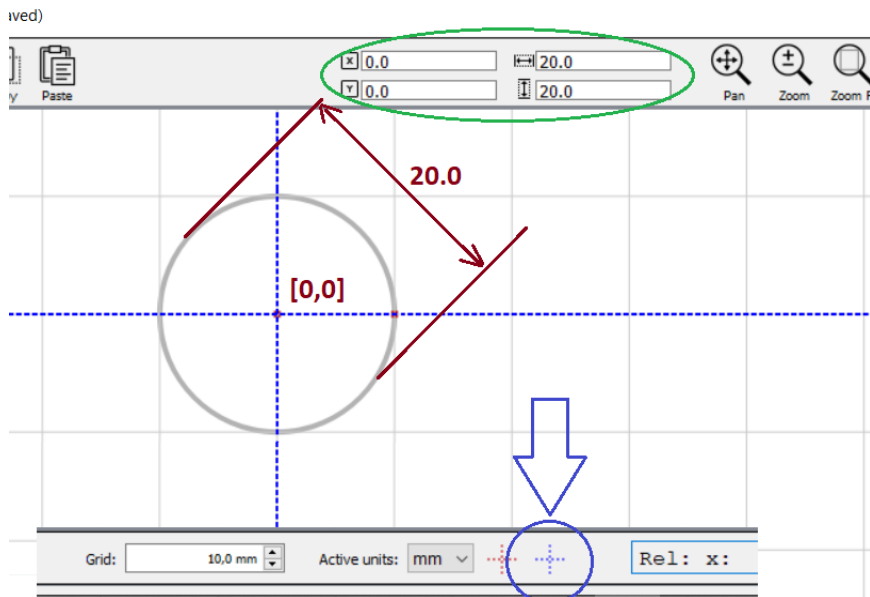 aved)
X 0.0 20.0
Y 0.0 20.0
Paste Pan Zoom Zoom F
20.0
[0,0]
Grid: 10,0 mm Active units: mm Rel: x: